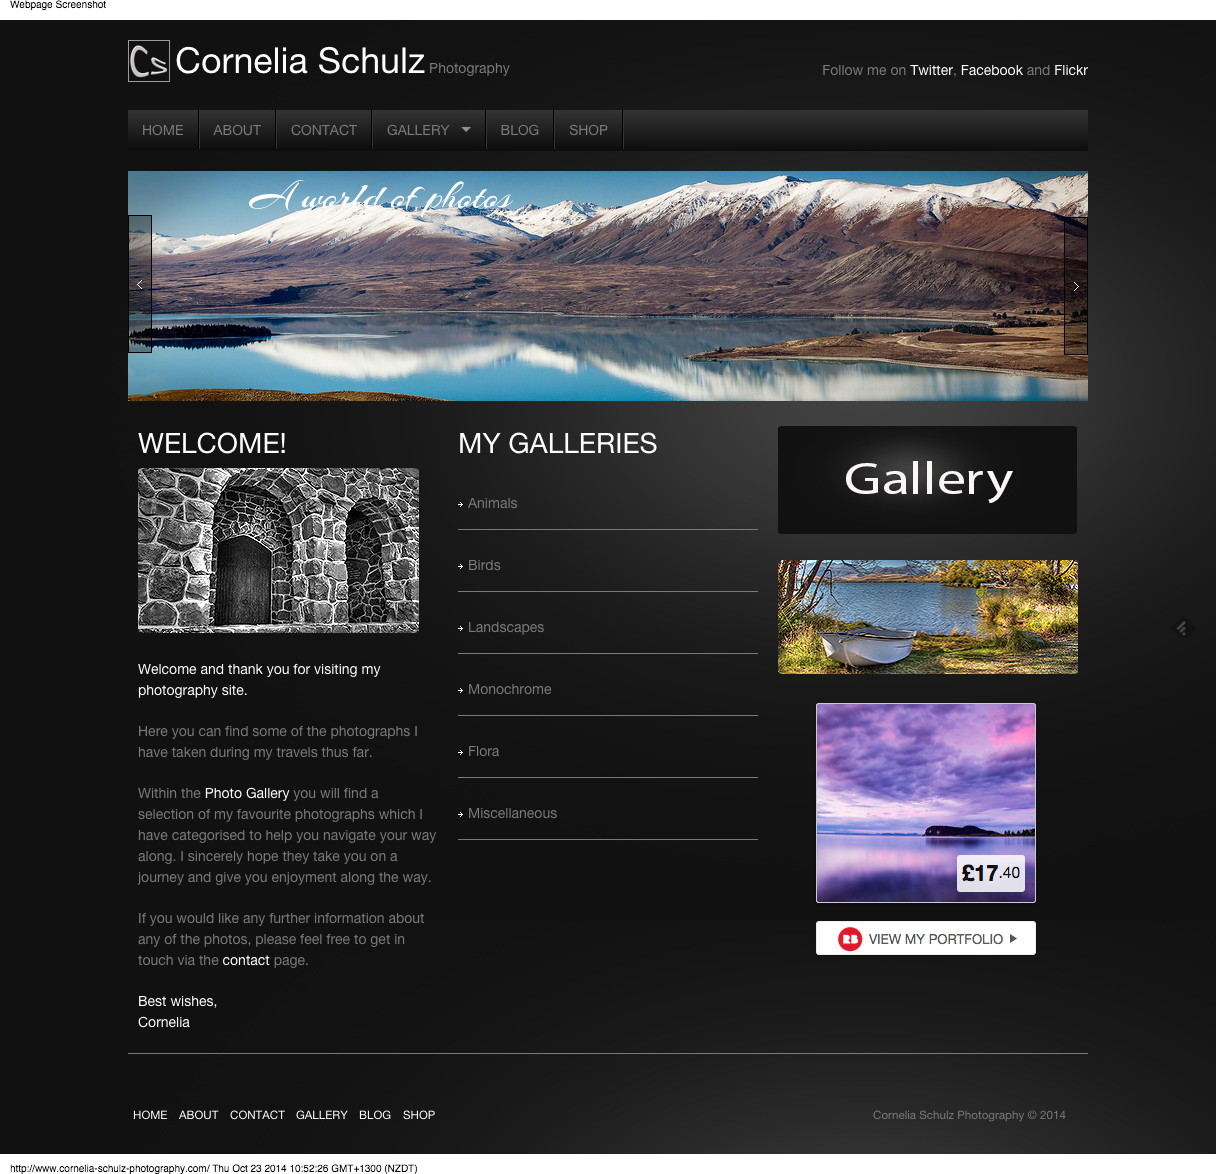 Webpage Screenshot
Cs Cornelia Schulz Photography
Follow me on Twitter, Facebook and Flickr
HOME ABOUT CONTACT GALLERY BLOG SHOP
A world of photos
WELCOME!
Welcome and thank you for visiting my
photography site.
Here you can find some of the photographs I
have taken during my travels thus far.
Within the Photo Gallery you will find a
selection of my favourite photographs which I
have categorised to help you navigate your way
along. I sincerely hope they take you on a
journey and give you enjoyment along the way.
If you would like any further information about
any of the photos, please feel free to get in
touch via the contact page.
Best wishes,
Cornelia
MY GALLERIES
Animals
Birds
Landscapes
Monochrome
Flora
Miscellaneous
Gallery
£17.40
RB VIEW MY PORTFOLIO
HOME ABOUT CONTACT GALLERY BLOG SHOP
Cornelia Schulz Photography © 2014
http://www.cornelia-schulz-photography.com/ Thu Oct 23 2014 10:52:26 GMT+1300 (NZDT)